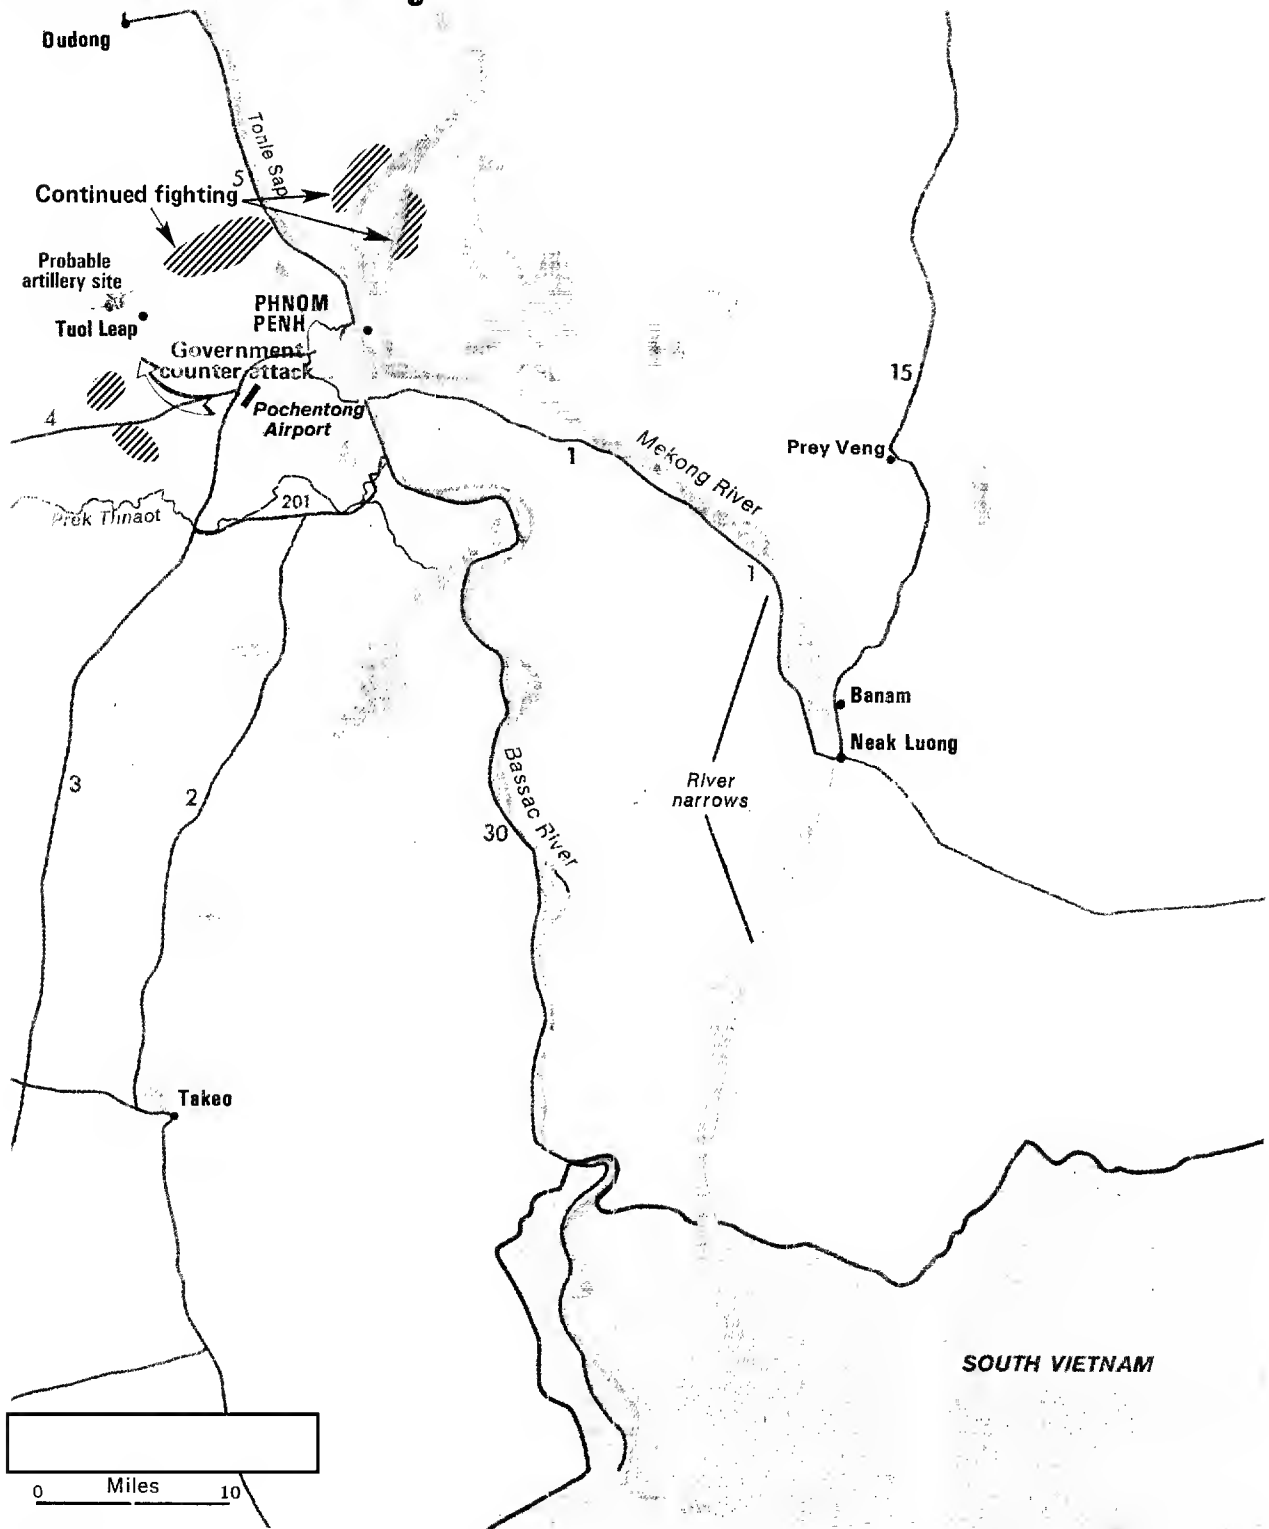 Oudong
Tonle Sap
5
Continued fighting
Probable
artillery site
Tuol Leap
PHNOM
PENH
Government
counter attack
15
4
Pochentong
Airport
1
Mekong River
Prey Veng
201
Prek Thnaot
1
Banam
Neak Luong
3
2
Bassac River
30
River
narrows
Takeo
SOUTH VIETNAM
Miles
0 10